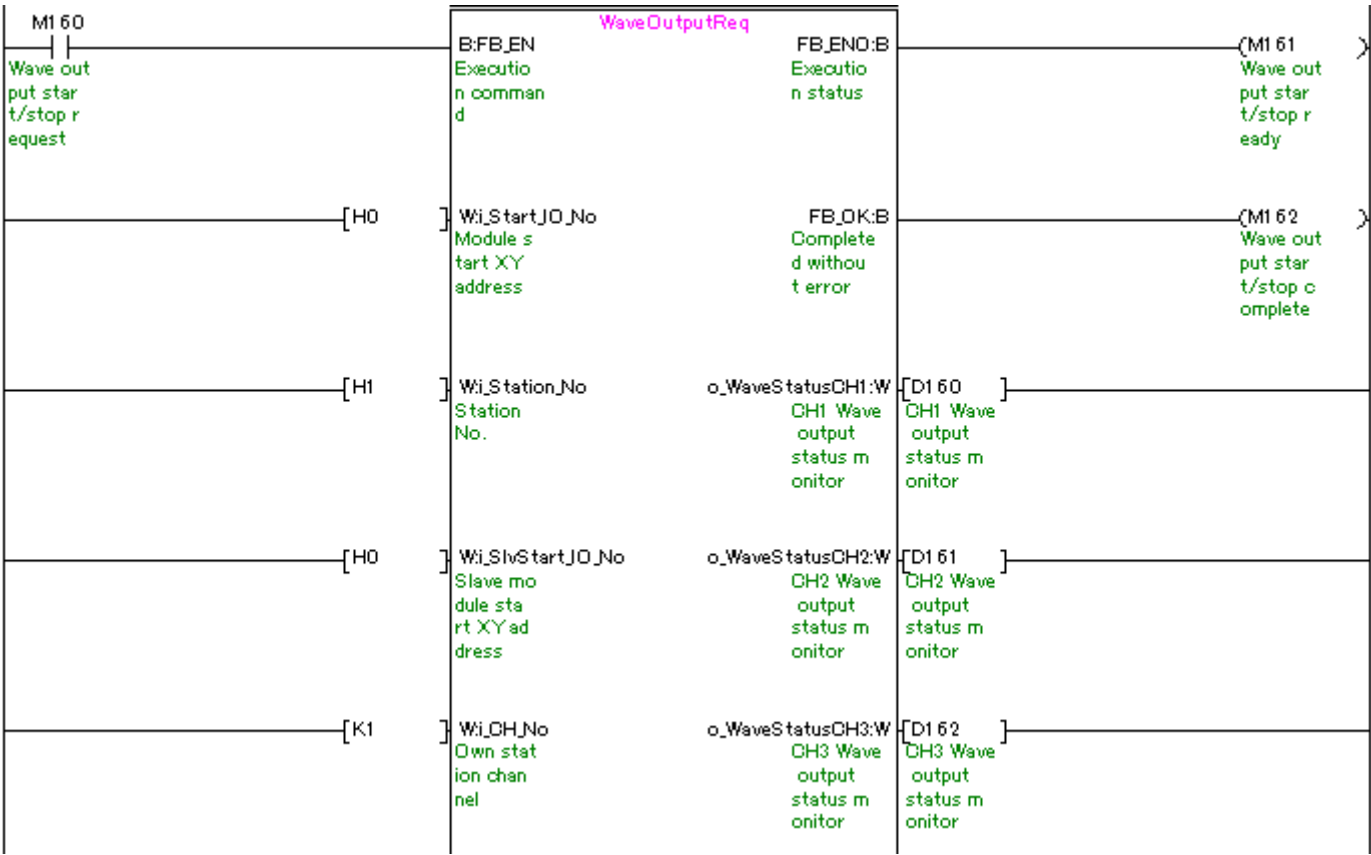 M160
WaveOutputReq
B:FB_EN
FB_ENO:B
(M161 )
Wave out
put star
t/stop r
equest
Executio
n comman
d
Executio
n status
Wave out
put star
t/stop r
eady
[H0 ]
W:i_Start_IO_No
FB_OK:B
(M162 )
Module s
tart XY
address
Complete
d withou
t error
Wave out
put star
t/stop c
omplete
[H1 ]
W:i_Station_No
o_WaveStatusCH1:W
[D160 ]
Station
No.
CH1 Wave
output
status m
onitor
CH1 Wave
output
status m
onitor
[H0 ]
W:i_SlvStart_IO_No
o_WaveStatusCH2:W
[D161 ]
Slave mo
dule sta
rt XY ad
dress
CH2 Wave
output
status m
onitor
CH2 Wave
output
status m
onitor
[K1 ]
W:i_CH_No
o_WaveStatusCH3:W
[D162 ]
Own stat
ion chan
nel
CH3 Wave
output
status m
onitor
CH3 Wave
output
status m
onitor